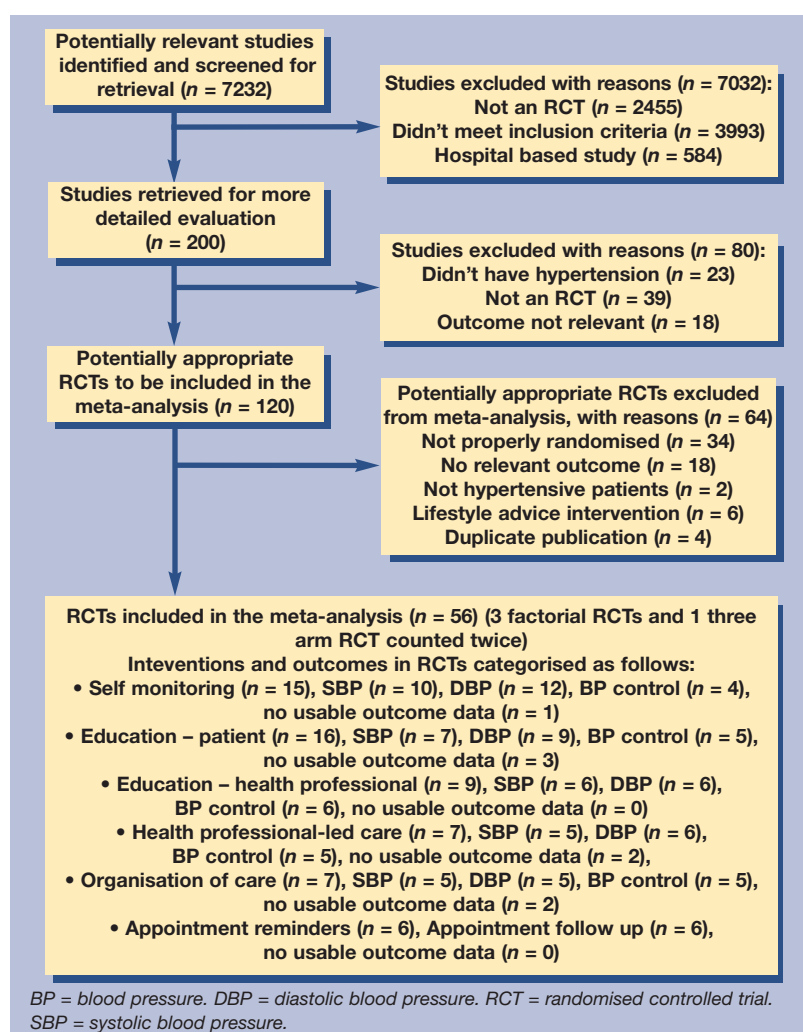 Potentially relevant studies
identified and screened for
retrieval (n = 7232)
Studies excluded with reasons (n = 7032):
Not an RCT (n = 2455)
Didn't meet inclusion criteria (n = 3993)
Hospital based study (n = 584)
Studies retrieved for more
detailed evaluation
(n = 200)
Studies excluded with reasons (n = 80):
Didn't have hypertension (n = 23)
Not an RCT (n = 39)
Outcome not relevant (n = 18)
Potentially appropriate
RCTs to be included in the
meta-analysis (n = 120)
Potentially appropriate RCTs excluded
from meta-analysis, with reasons (n = 64)
Not properly randomised (n = 34)
No relevant outcome (n = 18)
Not hypertensive patients (n = 2)
Lifestyle advice intervention (n = 6)
Duplicate publication (n = 4)
RCTs included in the meta-analysis (n = 56) (3 factorial RCTs and 1 three
arm RCT counted twice)
Inteventions and outcomes in RCTs categorised as follows:
• Self monitoring (n = 15), SBP (n = 10), DBP (n = 12), BP control (n = 4),
no usable outcome data (n = 1)
• Education – patient (n = 16), SBP (n = 7), DBP (n = 9), BP control (n = 5),
no usable outcome data (n = 3)
• Education – health professional (n = 9), SBP (n = 6), DBP (n = 6),
BP control (n = 6), no usable outcome data (n = 0)
• Health professional-led care (n = 7), SBP (n = 5), DBP (n = 6),
BP control (n = 5), no usable outcome data (n = 2),
• Organisation of care (n = 7), SBP (n = 5), DBP (n = 5), BP control (n = 5),
no usable outcome data (n = 2)
• Appointment reminders (n = 6), Appointment follow up (n = 6),
no usable outcome data (n = 0)
BP = blood pressure. DBP = diastolic blood pressure. RCT = randomised controlled trial.
SBP = systolic blood pressure.